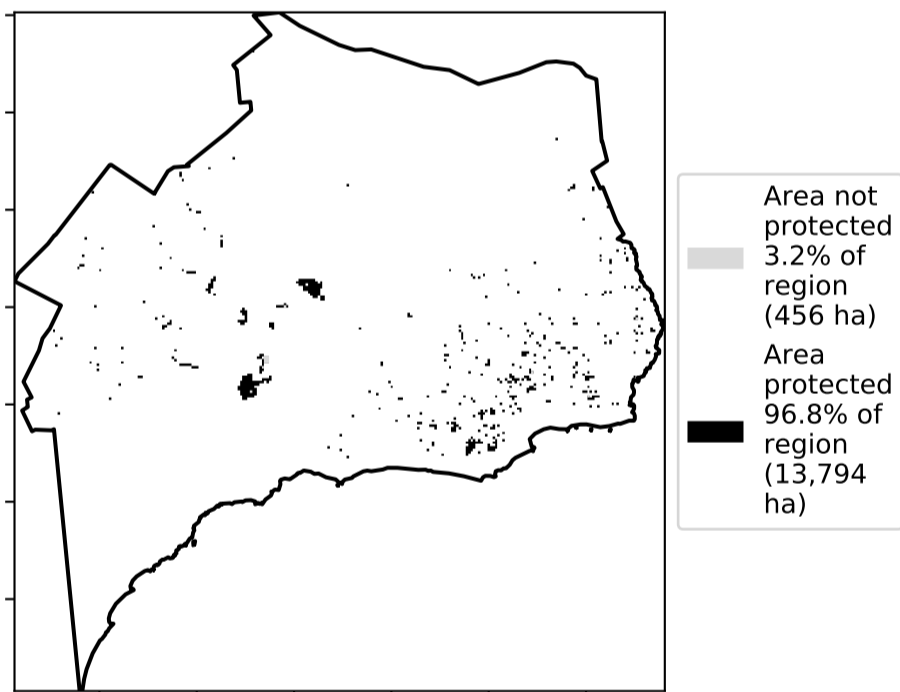 Area not
protected
3.2% of
region
(456 ha)
Area
protected
96.8% of
region
(13,794
ha)